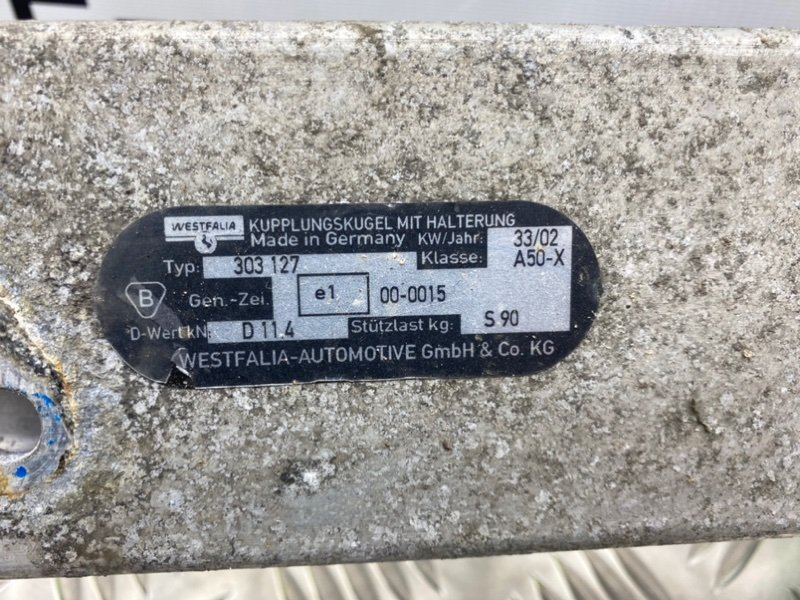 WESTFALIA KUPPLUNGSKUGEL MIT HALTERUNG
Made in Germany KW/Jahr: 33/02
Typ: 303 127 Klasse: A50-X
B Gen.-Zei e1 00-0015
D-Wert kN: D 11.4 Stützlast kg: S 90
WESTFALIA-AUTOMOTIVE GmbH & Co. KG